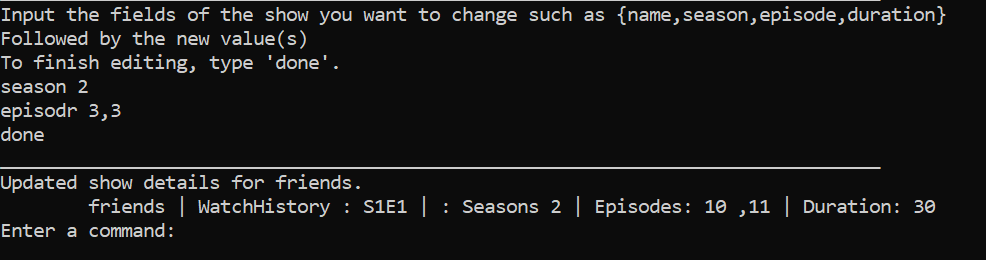 Input the fields of the show you want to change such as {name,season,episode,duration}
Followed by the new value(s)
To finish editing, type 'done'.
season 2
episodr 3,3
done
Updated show details for friends.
friends | WatchHistory : S1E1 | : Seasons 2 | Episodes: 10 ,11 | Duration: 30
Enter a command: